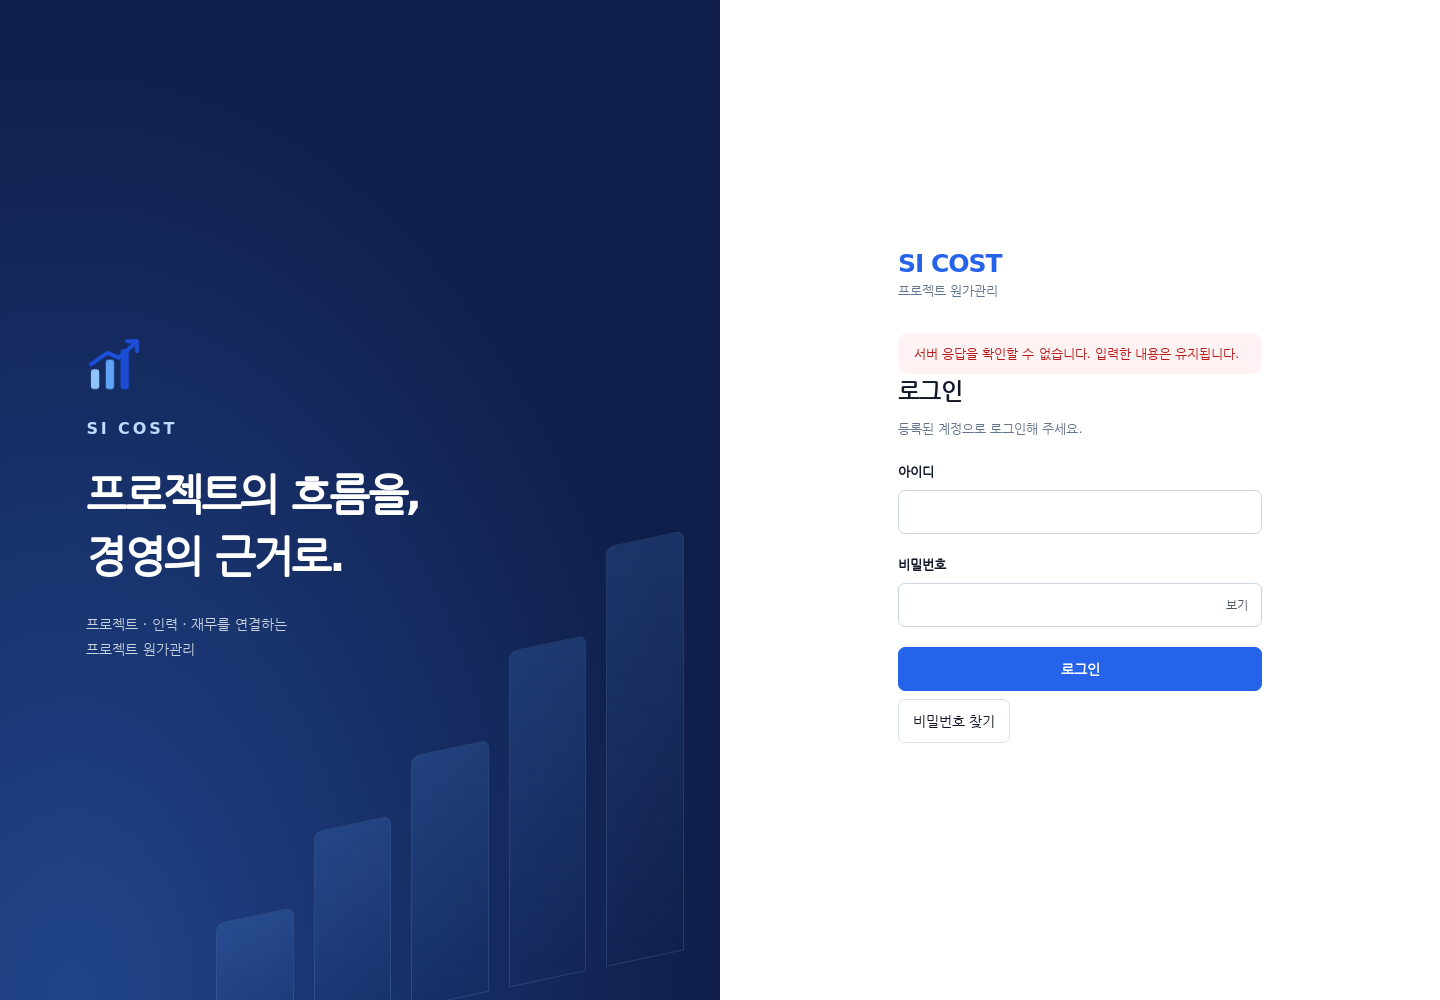 SI COST
프로젝트의 흐름을,
경영의 근거로.
프로젝트 · 인력 · 재무를 연결하는
프로젝트 원가관리
SI COST
프로젝트 원가관리
서버 응답을 확인할 수 없습니다. 입력한 내용은 유지됩니다.
로그인
등록된 계정으로 로그인해 주세요.
아이디
비밀번호
보기
로그인
비밀번호 찾기